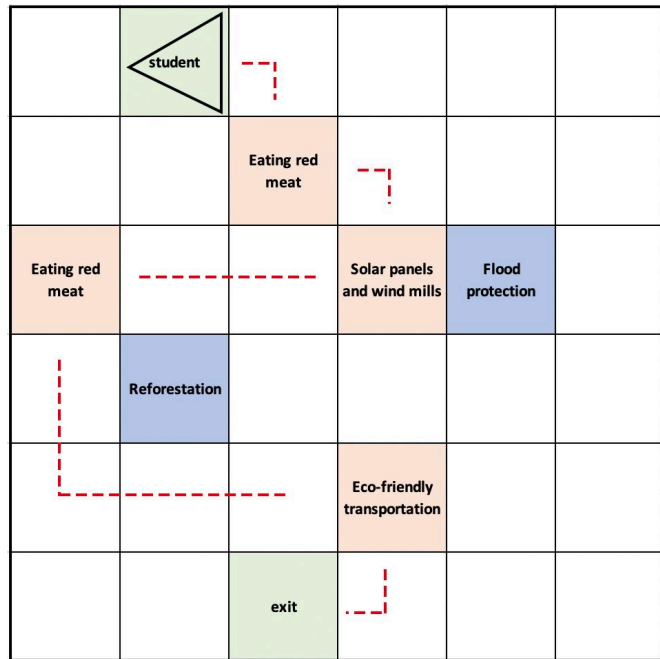 student
Eating red
meat
Eating red
meat
Solar panels
and wind mills
Flood
protection
Reforestation
Eco-friendly
transportation
exit